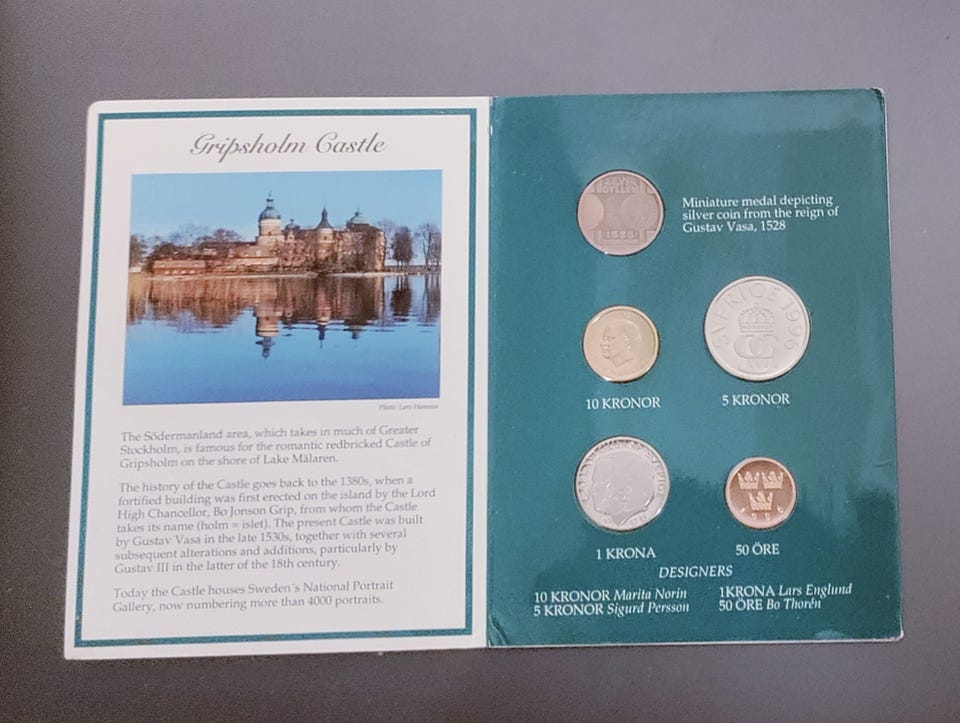 Gripsholm Castle
Photo: Lars Hansson
The Södermanland area, which takes in much of Greater
Stockholm, is famous for the romantic redbricked Castle of
Gripsholm on the shore of Lake Mälaren.
The history of the Castle goes back to the 1380s, when a
fortified building was first erected on the island by the Lord
High Chancellor, Bo Jonson Grip, from whom the Castle
takes its name (holm = islet). The present Castle was built
by Gustav Vasa in the late 1530s, together with several
subsequent alterations and additions, particularly by
Gustav III in the latter of the 18th century.
Today the Castle houses Sweden's National Portrait
Gallery, now numbering more than 4000 portraits.
SILVER
GYLLEN
1528
Miniature medal depicting
silver coin from the reign of
Gustav Vasa, 1528
SVERIGE 1996
10 KRONOR
5 KRONOR
1996
1 KRONA
50 ÖRE
DESIGNERS
10 KRONOR Marita Norin
5 KRONOR Sigurd Persson
1KRONA Lars Englund
50 ÖRE Bo Thorén